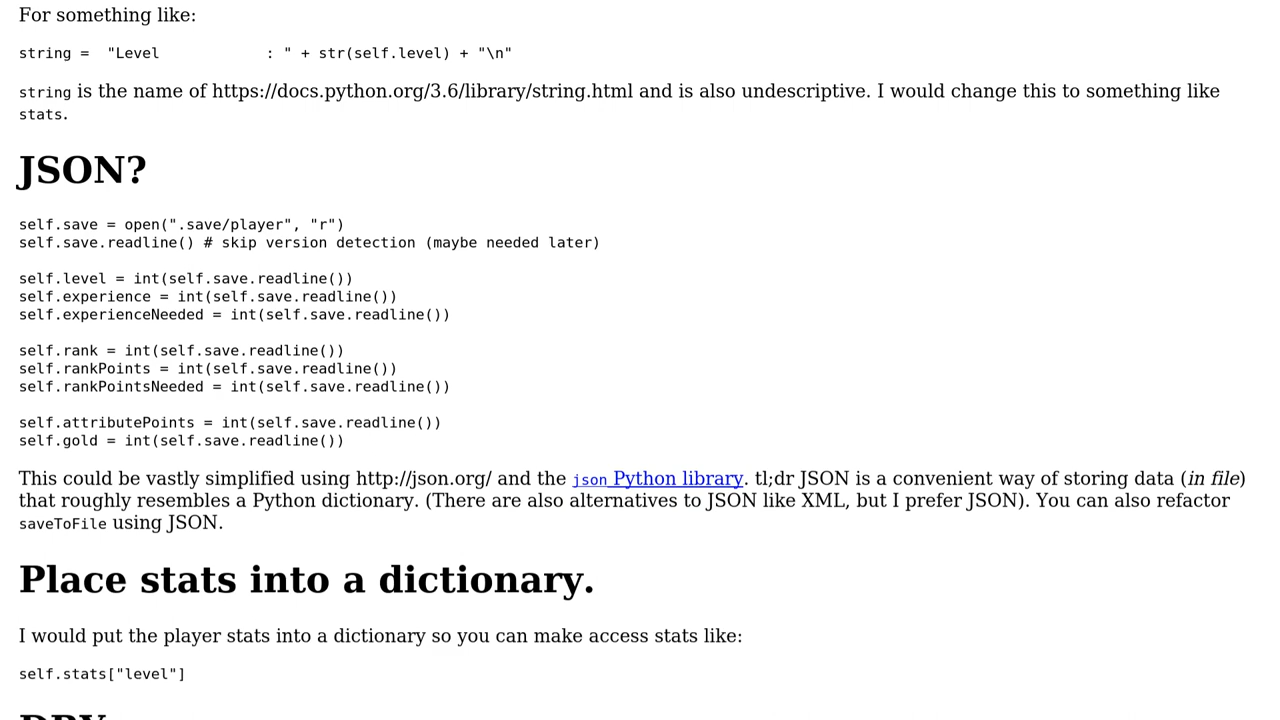 For something like:
string =  "Level            : " + str(self.level) + "\n"
string is the name of https://docs.python.org/3.6/library/string.html and is also undescriptive. I would change this to something like
stats.
JSON?
self.save = open(".save/player", "r")
self.save.readline() # skip version detection (maybe needed later)
self.level = int(self.save.readline())
self.experience = int(self.save.readline())
self.experienceNeeded = int(self.save.readline())
self.rank = int(self.save.readline())
self.rankPoints = int(self.save.readline())
self.rankPointsNeeded = int(self.save.readline())
self.attributePoints = int(self.save.readline())
self.gold = int(self.save.readline())
This could be vastly simplified using http://json.org/ and the json Python library. tl;dr JSON is a convenient way of storing data (in file)
that roughly resembles a Python dictionary. (There are also alternatives to JSON like XML, but I prefer JSON). You can also refactor
saveToFile using JSON.
Place stats into a dictionary.
I would put the player stats into a dictionary so you can make access stats like:
self.stats["level"]
DRY